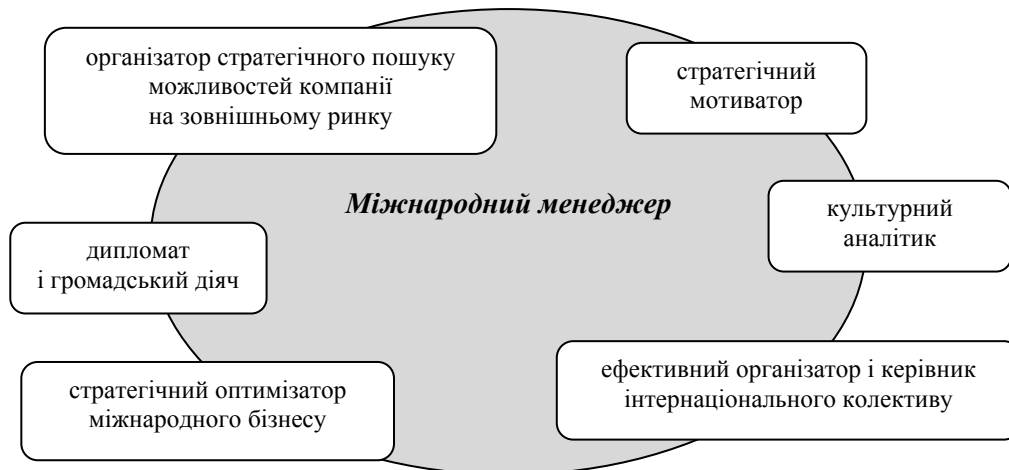 організатор стратегічного пошуку
можливостей компанії
на зовнішньому ринку
стратегічний
мотиватор
Міжнародний менеджер
культурний
аналітик
дипломат
і громадський діяч
стратегічний оптимізатор
міжнародного бізнесу
ефективний організатор і керівник
інтернаціонального колективу